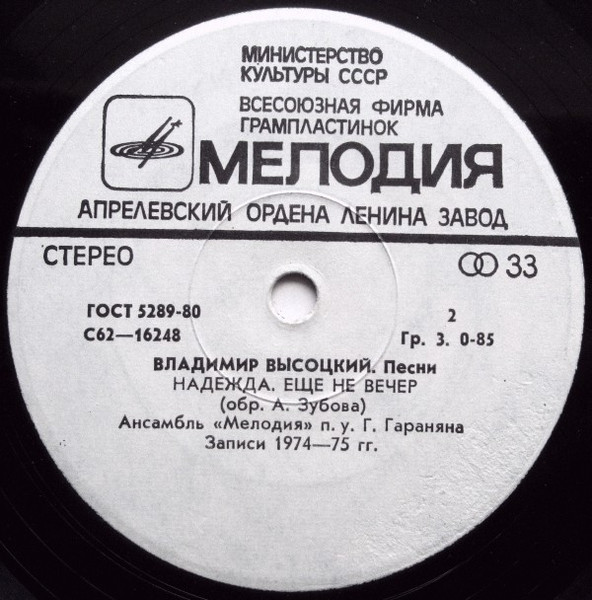 МИНИСТЕРСТВО
КУЛЬТУРЫ СССР
ВСЕСОЮЗНАЯ ФИРМА
ГРАМПЛАСТИНОК
МЕЛОДИЯ
АПРЕЛЕВСКИЙ ОРДЕНА ЛЕНИНА ЗАВОД
СТЕРЕО
33
ГОСТ 5289-80
2
С62—16248
Гр. 3. 0-85
ВЛАДИМИР ВЫСОЦКИЙ. Песни
НАДЕЖДА. ЕЩЕ НЕ ВЕЧЕР
(обр. А. Зубова)
Ансамбль «Мелодия» п. у. Г. Гараняна
Записи 1974—75 гг.